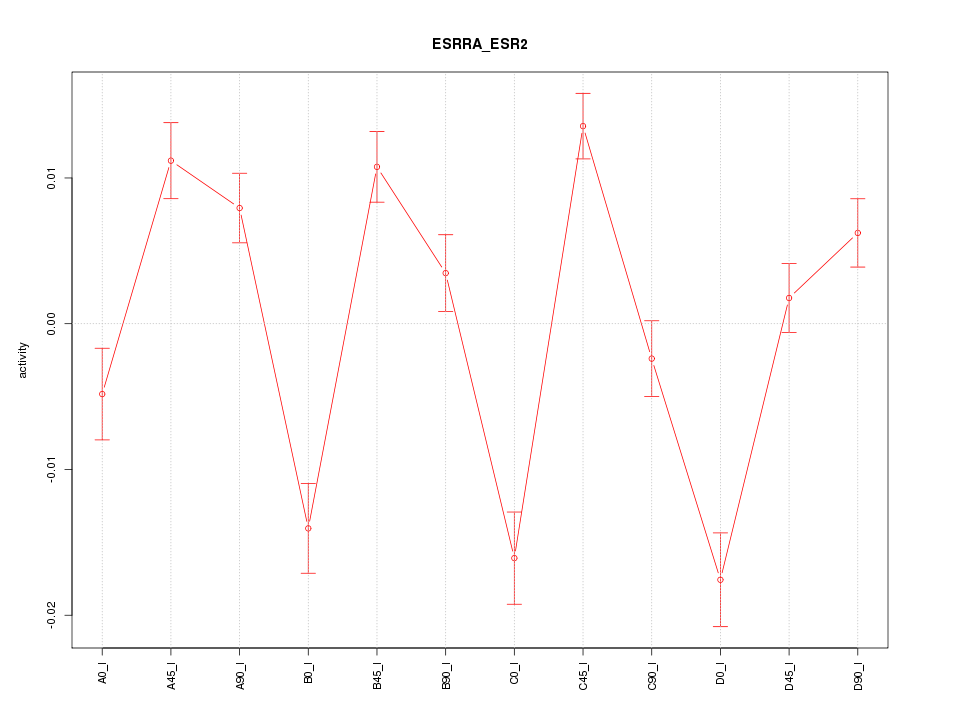 ESRRA_ESR2
activity
0.01
0.00
-0.01
-0.02
A0_I
A45_I
A90_I
B0_I
B45_I
B90_I
C0_I
C45_I
C90_I
D0_I
D45_I
D90_I